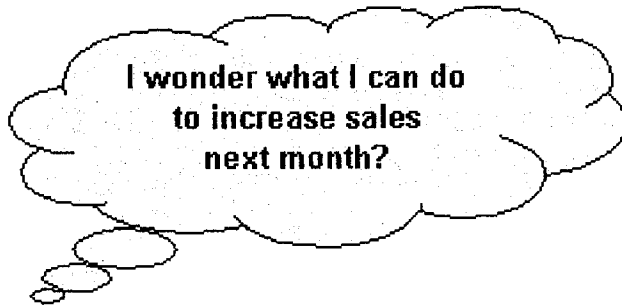 I wonder what I can do
to increase sales
next month?